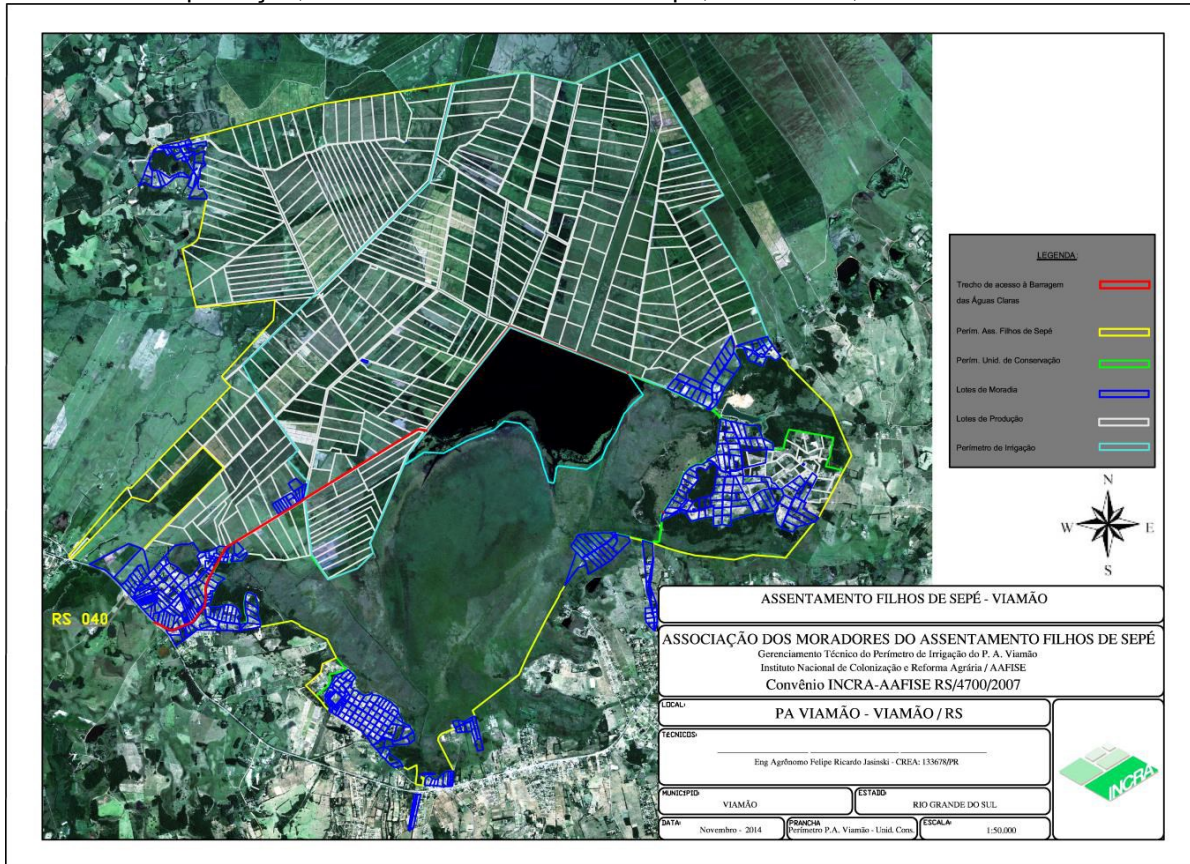 LEGENDA:
Trecho de acesso à Barragem
das Águas Claras
Perím. Ass. Filhos de Sepé
Perím. Unid. de Conservação
Lotes de Moradia
Lotes de Produção
Perímetro de Irrigação
N
W E
S
RS 040
ASSENTAMENTO FILHOS DE SEPÉ - VIAMÃO
ASSOCIAÇÃO DOS MORADORES DO ASSENTAMENTO FILHOS DE SEPÉ
Gerenciamento Técnico do Perímetro de Irrigação do P. A. Viamão
Instituto Nacional de Colonização e Reforma Agrária / AAFISE
Convênio INCRA-AAFISE RS/4700/2007
LOCAL:
PA VIAMÃO - VIAMÃO / RS
TÉCNICOS:
Eng Agrônomo Felipe Ricardo Jasinski - CREA: 133678/PR
MUNICÍPIO:
VIAMÃO
ESTADO:
RIO GRANDE DO SUL
DATA:
Novembro - 2014
PRANCHA
Perímetro P.A. Viamão - Unid. Cons.
ESCALA:
1:50.000
INCRA